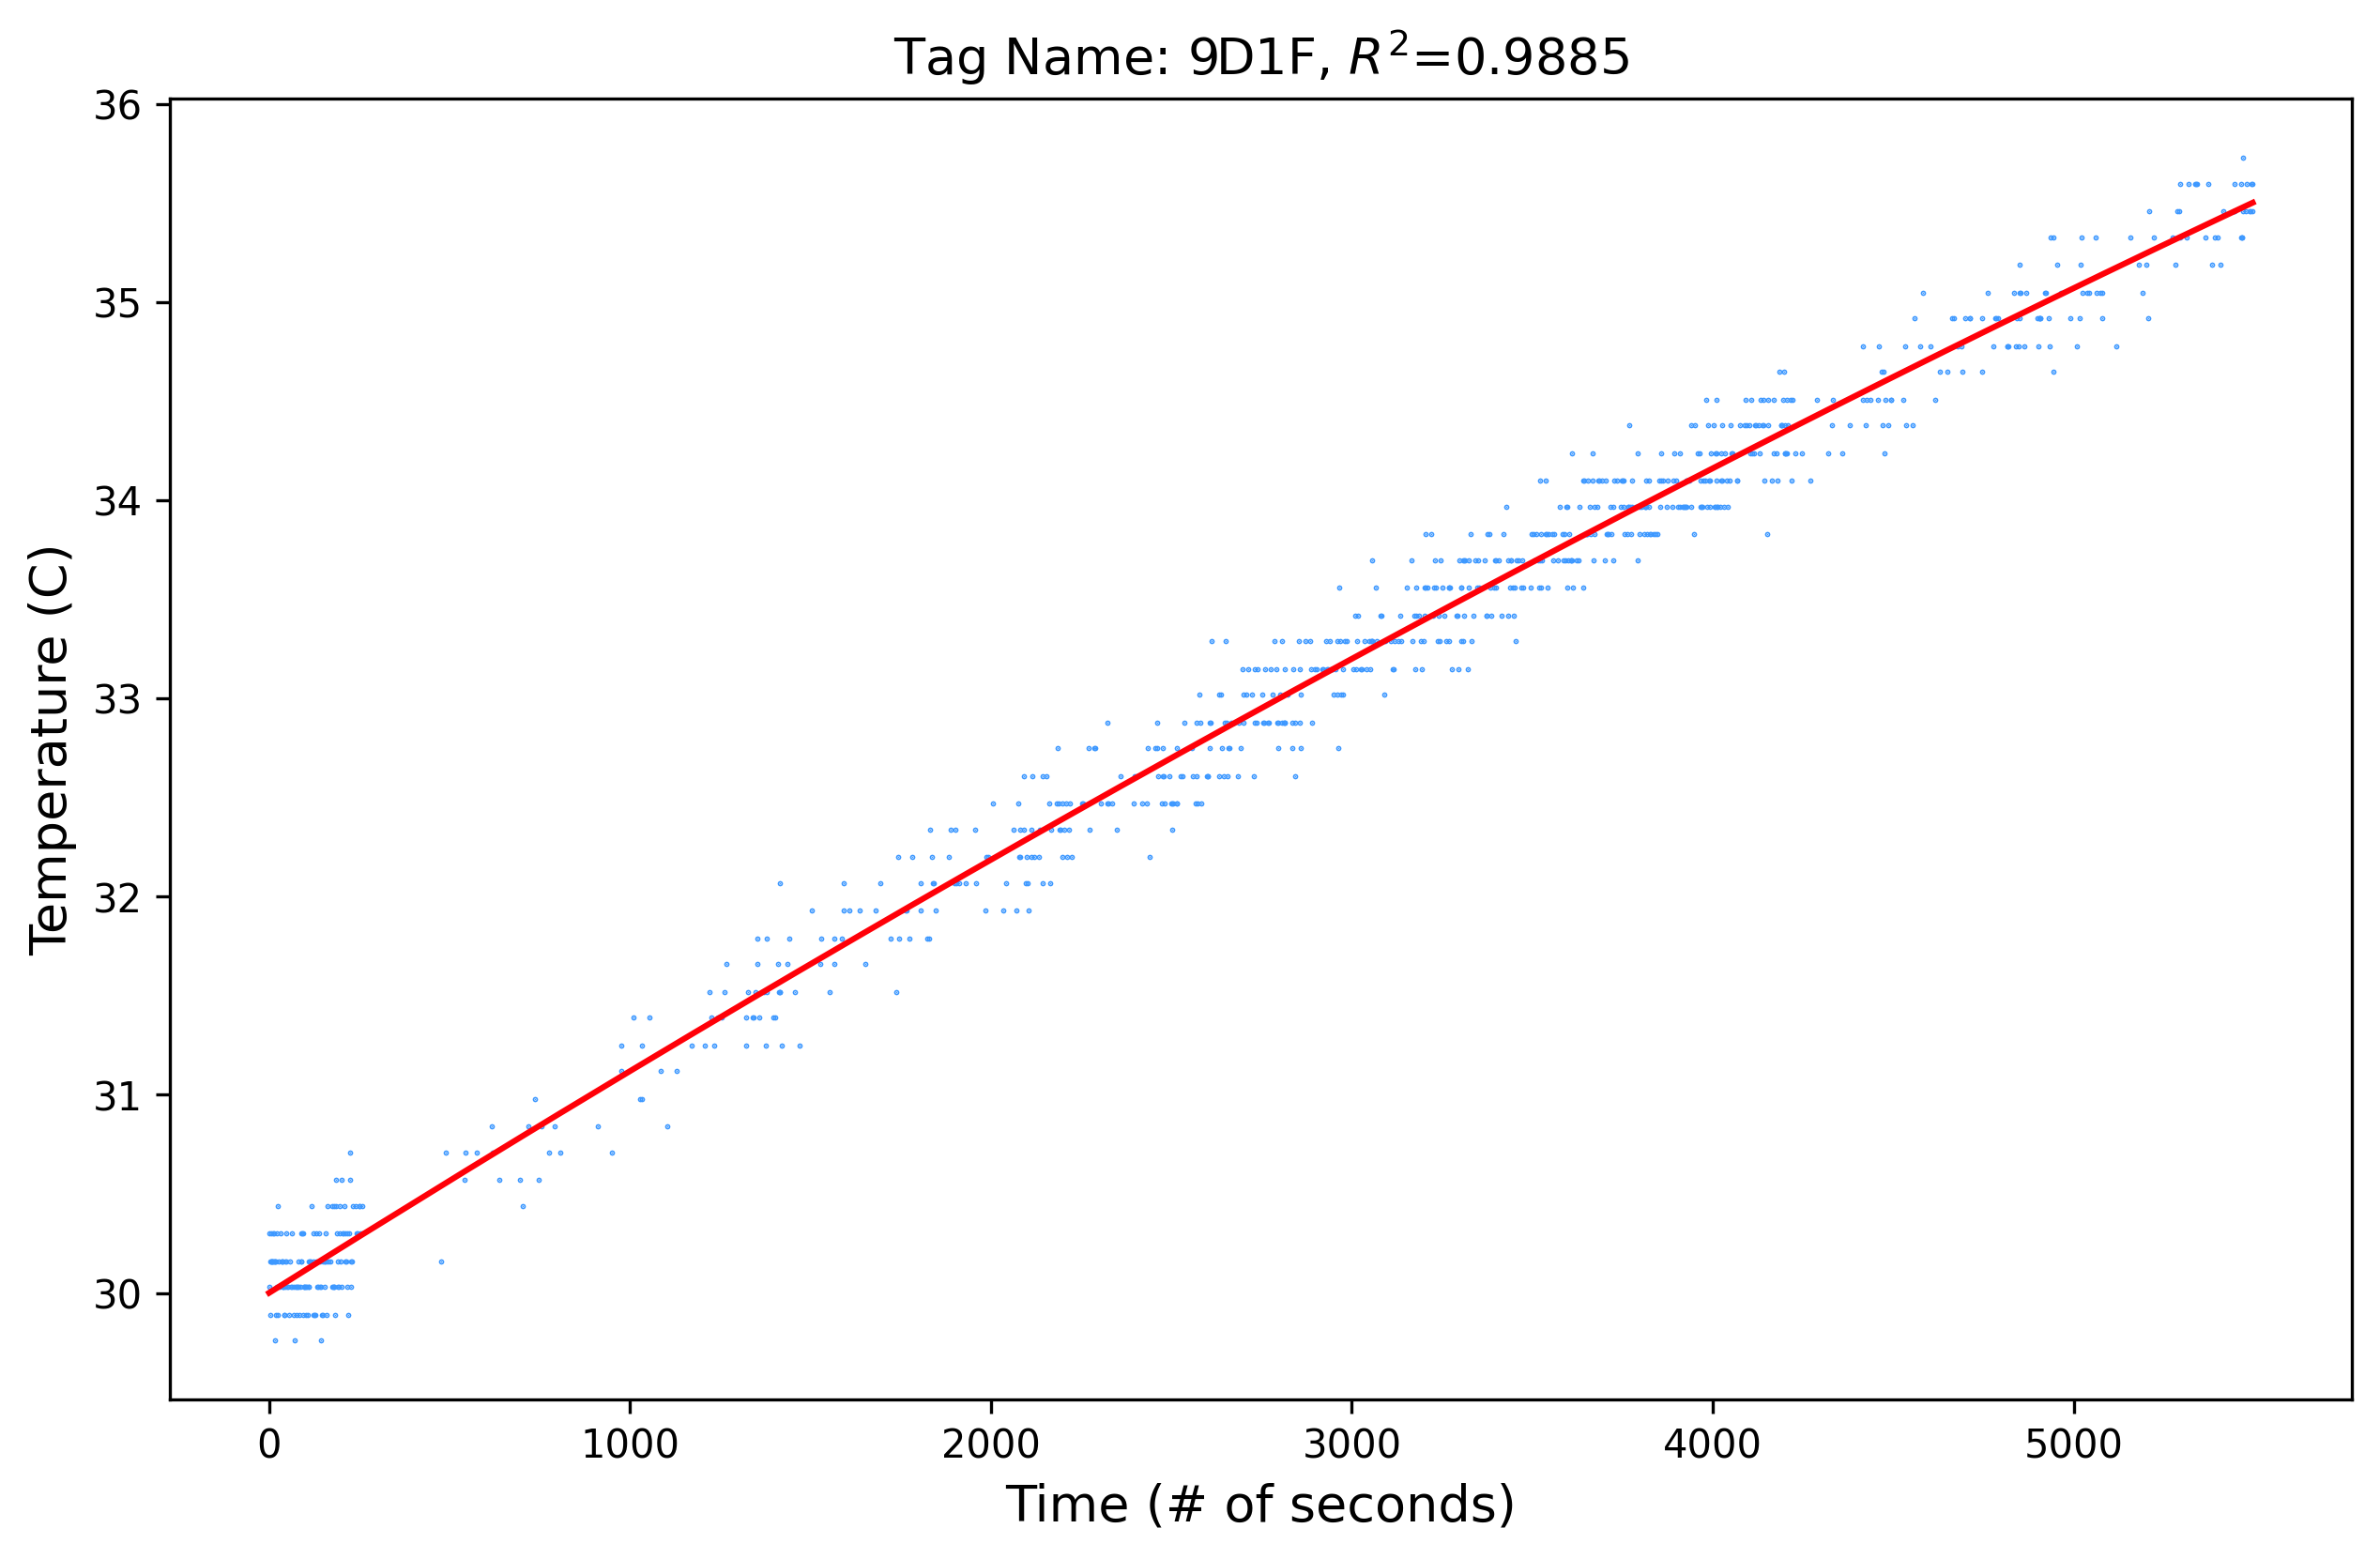 Tag Name: 9D1F, R²=0.9885
36
35
34
33
32
31
30
Temperature (C)
0 1000 2000 3000 4000 5000
Time (# of seconds)